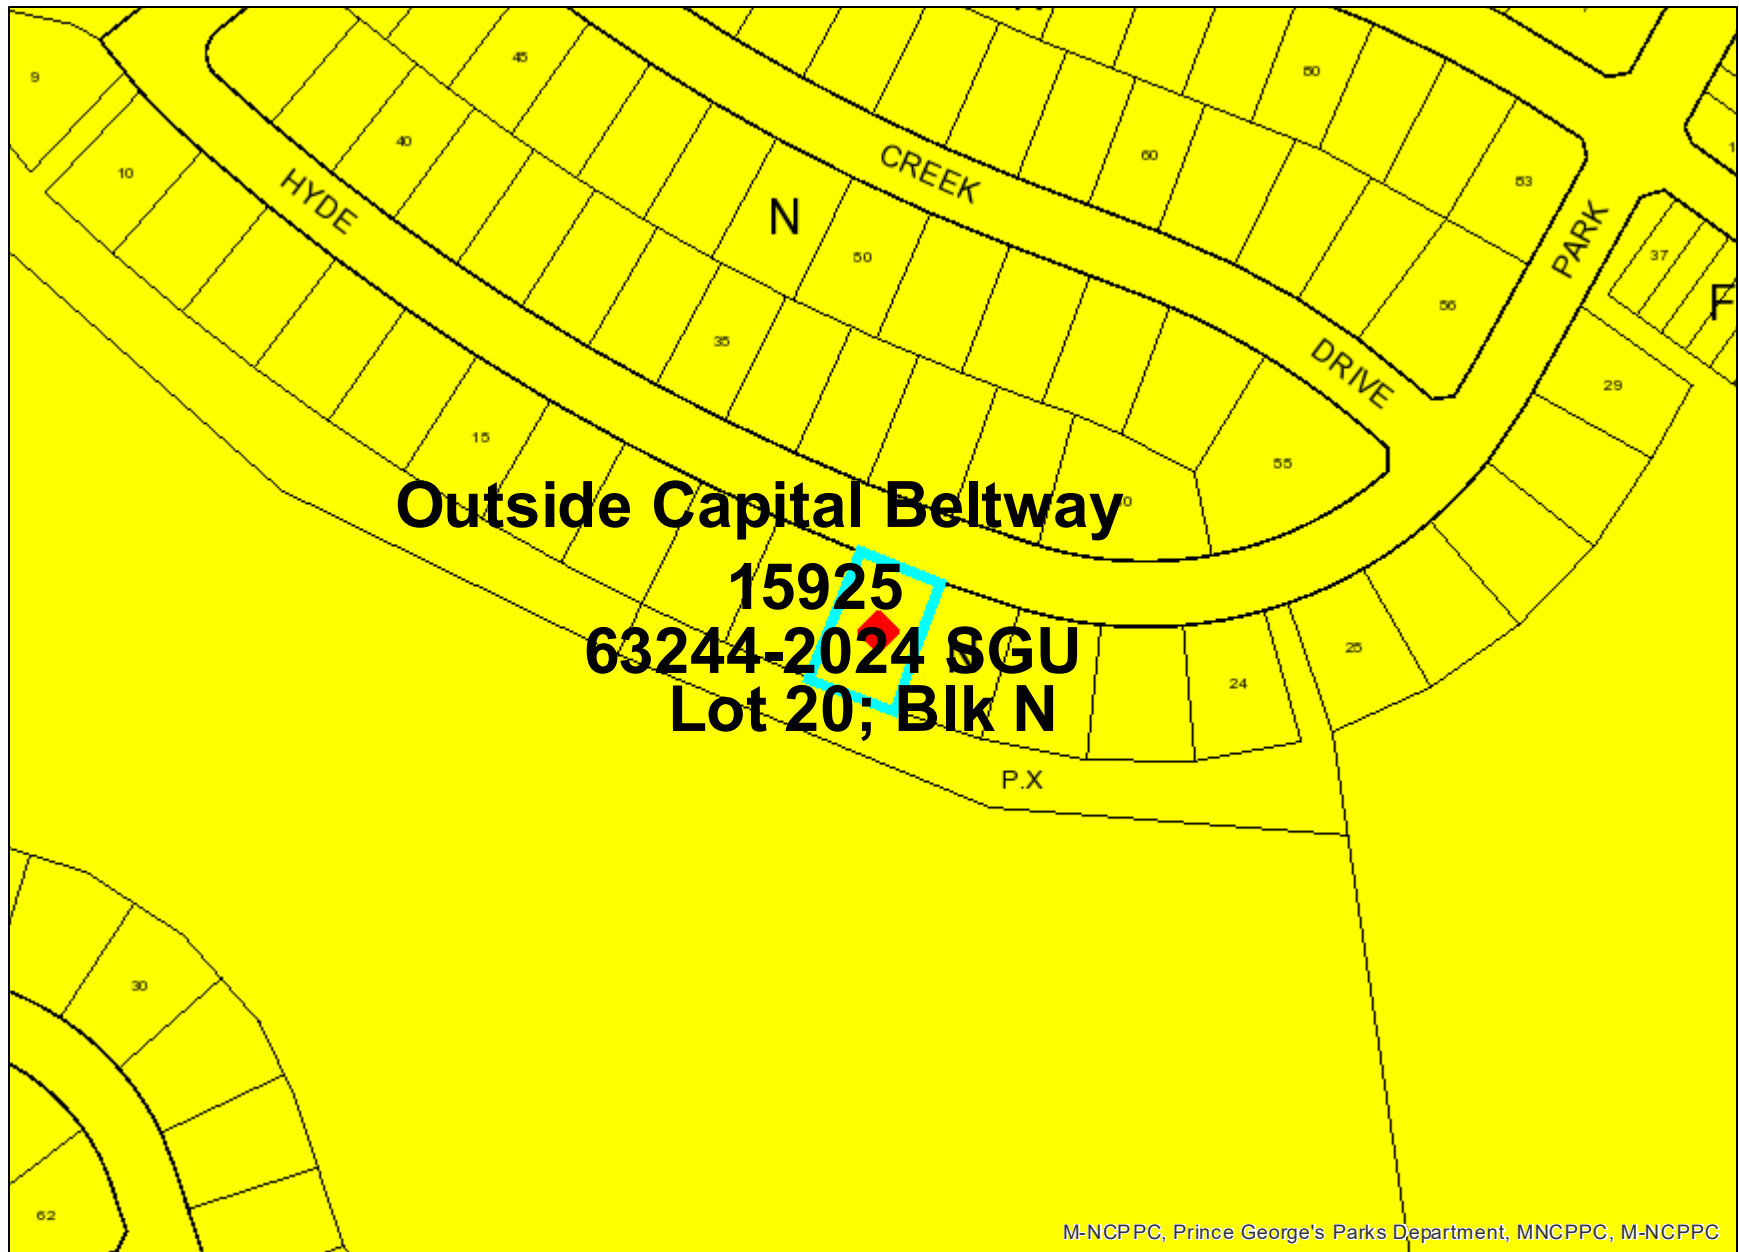 45
80
9
40
60
10
CREEK
63
HYDE
N
PARK
50
37
F
56
35
DRIVE
29
15
55
Outside Capital Beltway
15925
63244-2024 SGU
N
25
24
Lot 20; Blk N
P.X
30
62
M-NCPPC, Prince George's Parks Department, MNCPPC, M-NCPPC